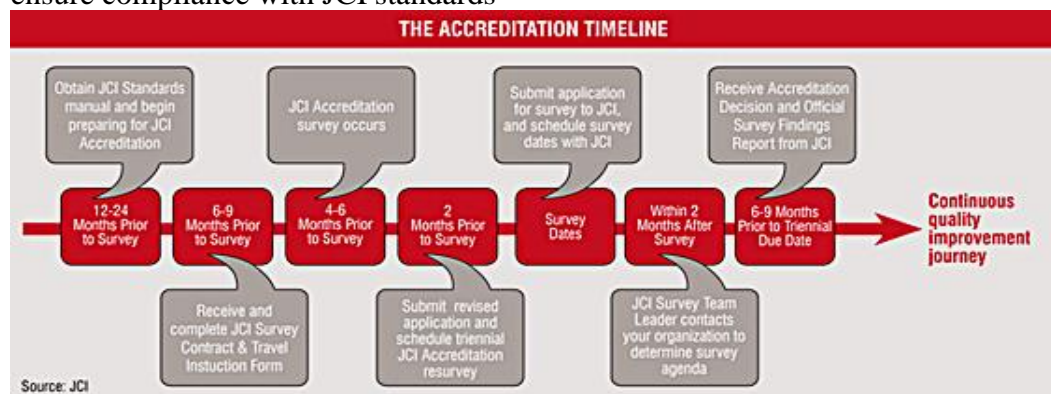 ensure compliance with JCI standards
THE ACCREDITATION TIMELINE
Obtain JCI Standards
manual and begin
preparing for JCI
Accreditation
JCI Accreditation
survey occurs
Submit application
for survey to JCI,
and schedule survey
dates with JCI
Receive Accreditation
Decision and Official
Survey Findings
Report from JCI
12-24
Months Prior
to Survey
6-9
Months Prior
to Survey
4-6
Months Prior
to Survey
2
Months Prior
to Survey
Survey
Dates
Within 2
Months After
Survey
6-9 Months
Prior to Triennial
Due Date
Continuous
quality
improvement
journey
Receive and
complete JCI Survey
Contract & Travel
Instuction Form
Submit revised
application and
schedule triennial
JCI Accreditation
resurvey
JCI Survey Team
Leader contacts
your organization to
determine survey
agenda
Source: JCI